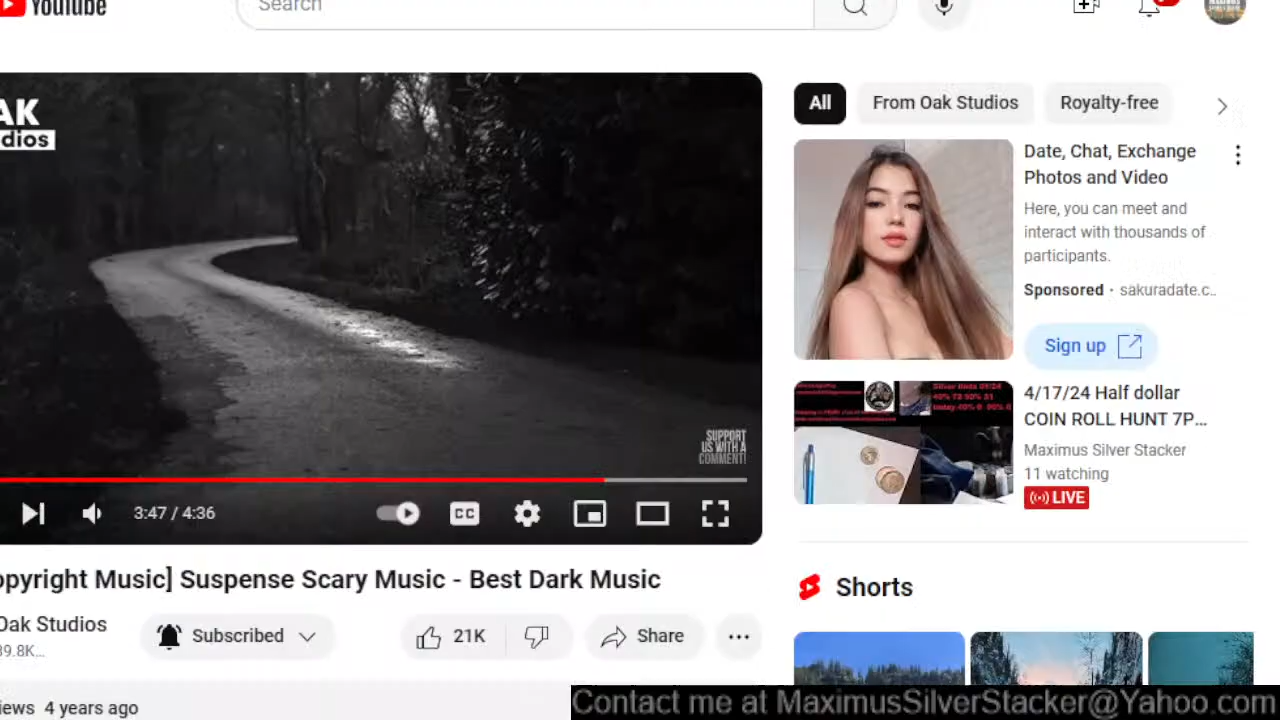 YouTube
Search
AK
dios
SUPPORT
US WITH A
COMMENT!
3:47 / 4:36
CC
opyright Music] Suspense Scary Music - Best Dark Music
Oak Studios
39.8K...
Subscribed
21K
Share
iews 4 years ago
All
From Oak Studios
Royalty-free
Date, Chat, Exchange
Photos and Video
Here, you can meet and
interact with thousands of
participants.
Sponsored · sakuradate.c...
Sign up
4/17/24 Half dollar
COIN ROLL HUNT 7P...
Maximus Silver Stacker
11 watching
LIVE
Shorts
Contact me at MaximusSilverStacker@Yahoo.com